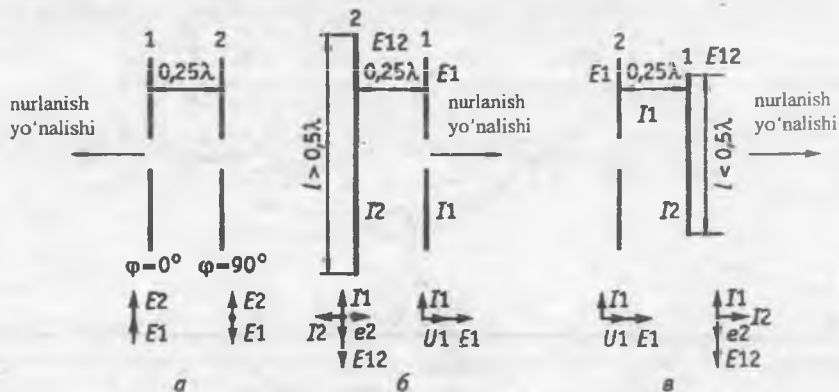 1 2
0,25λ
nurlanish
yo‘nalishi
φ=0° φ=90°
E2 E2
E1 E1
a
2
E12 1
0,25λ E1
nurlanish
yo‘nalishi
l > 0,5λ
I2 I1
I1 I1
I2 e2 U1 E1
E12
б
2
1 E12
E1 0,25λ
I1
nurlanish
yo‘nalishi
l < 0,5λ
I2
I1 I1
U1 E1 I2
e2
E12
в